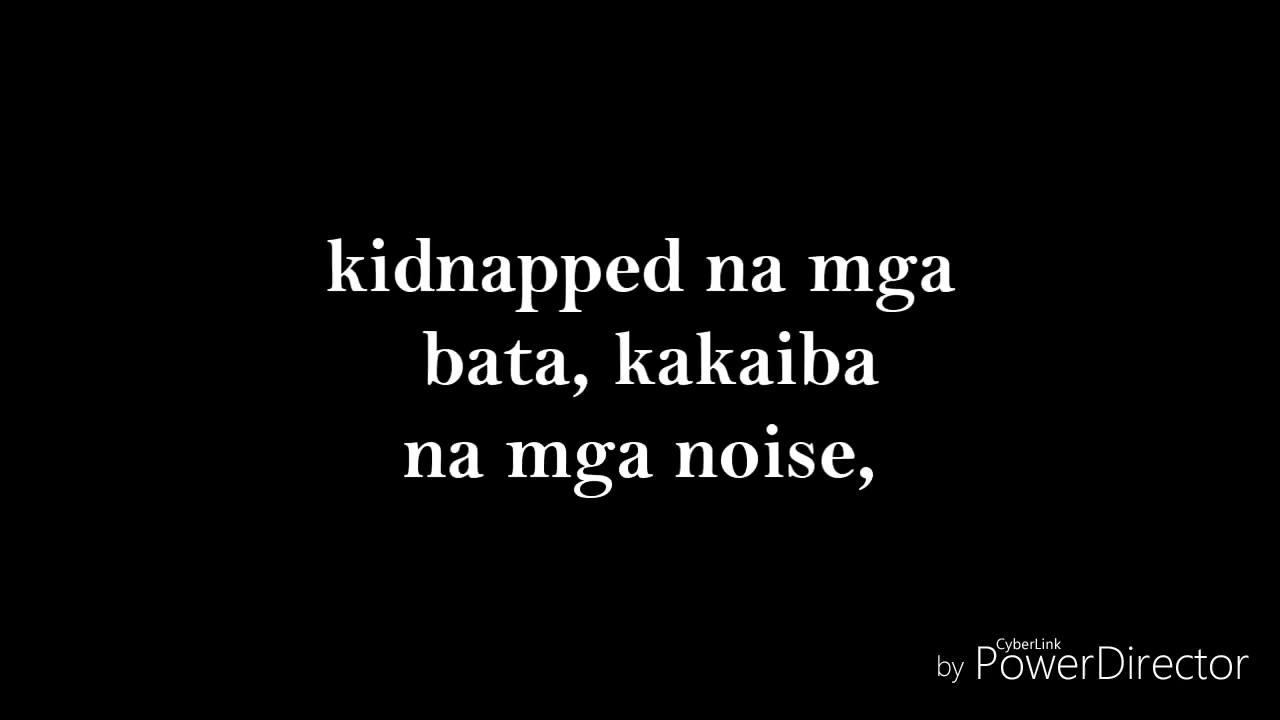 kidnapped na mga
bata, kakaiba
na mga noise,
CyberLink
by PowerDirector